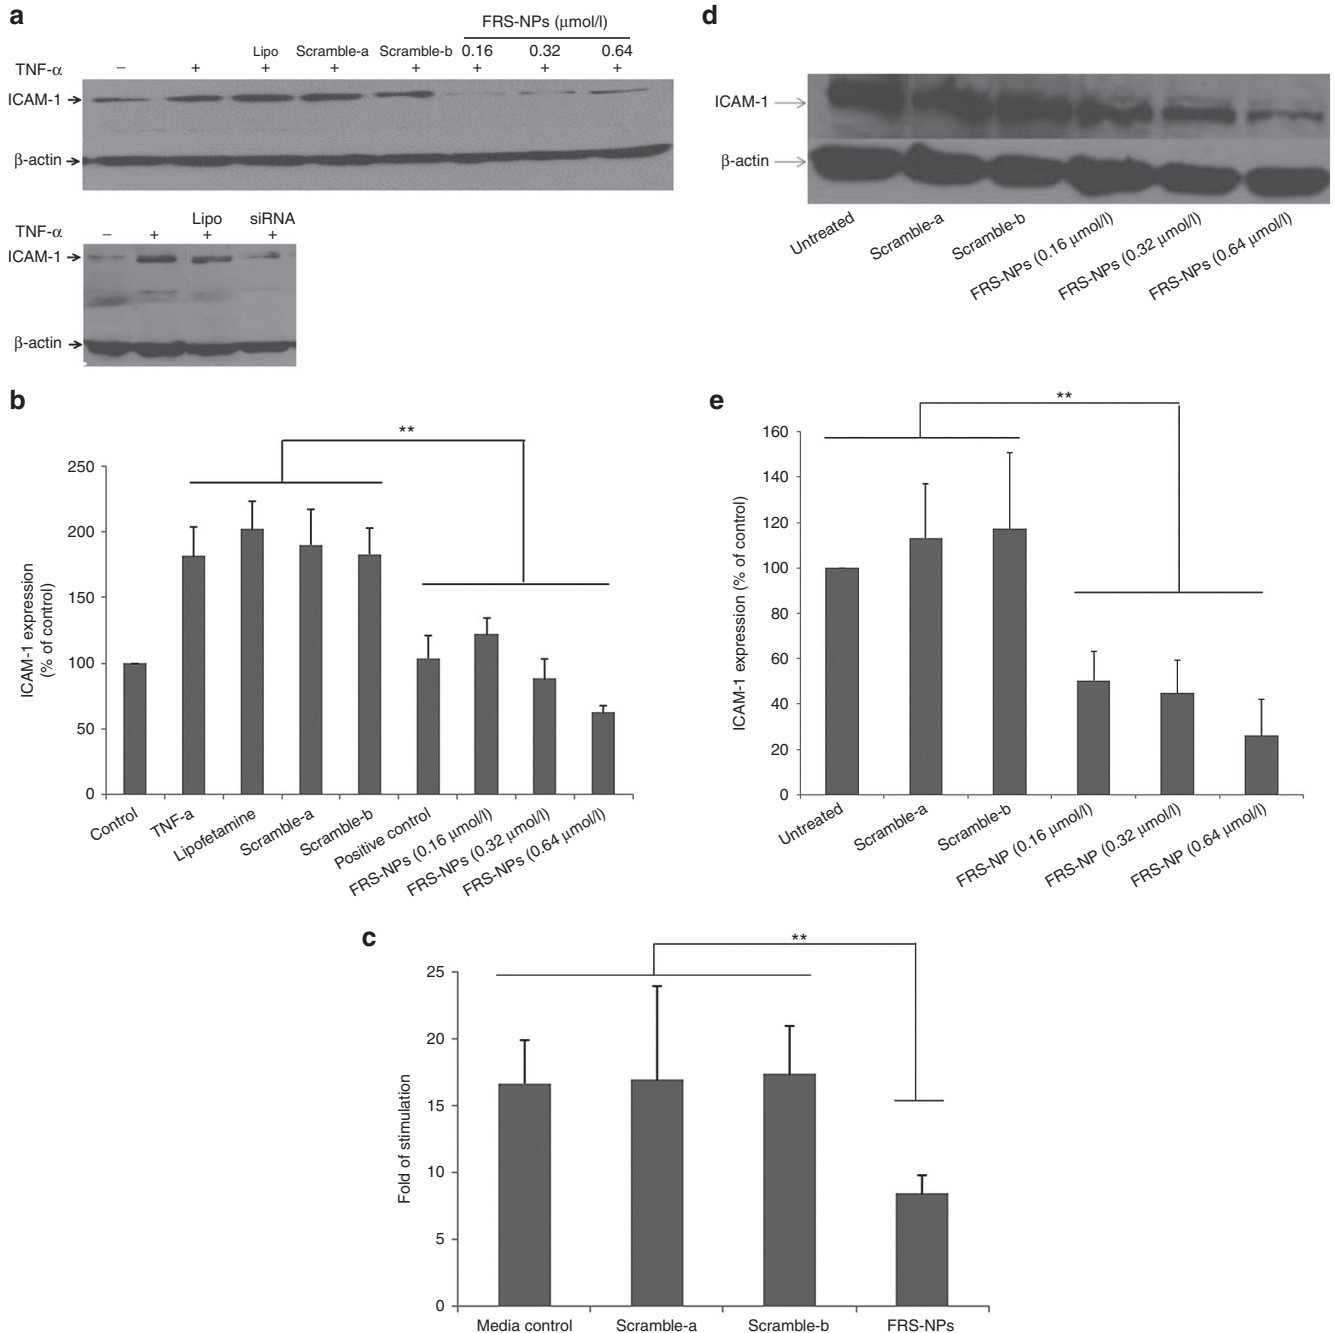 a
FRS-NPs (μmol/l)
Lipo Scramble-a Scramble-b 0.16 0.32 0.64
TNF-α – + + + + + + +
ICAM-1
β-actin
Lipo siRNA
TNF-α – + + +
ICAM-1
β-actin
d
ICAM-1
β-actin
Untreated
Scramble-a
Scramble-b
FRS-NPs (0.16 μmol/l)
FRS-NPs (0.32 μmol/l)
FRS-NPs (0.64 μmol/l)
b
**
ICAM-1 expression
(% of control)
250
200
150
100
50
0
Control
TNF-a
Lipofetamine
Scramble-a
Scramble-b
Positive control
FRS-NPs (0.16 μmol/l)
FRS-NPs (0.32 μmol/l)
FRS-NPs (0.64 μmol/l)
e
**
ICAM-1 expression (% of control)
160
140
120
100
80
60
40
20
0
Untreated
Scramble-a
Scramble-b
FRS-NP (0.16 μmol/l)
FRS-NP (0.32 μmol/l)
FRS-NP (0.64 μmol/l)
c
**
Fold of stimulation
25
20
15
10
5
0
Media control
Scramble-a
Scramble-b
FRS-NPs